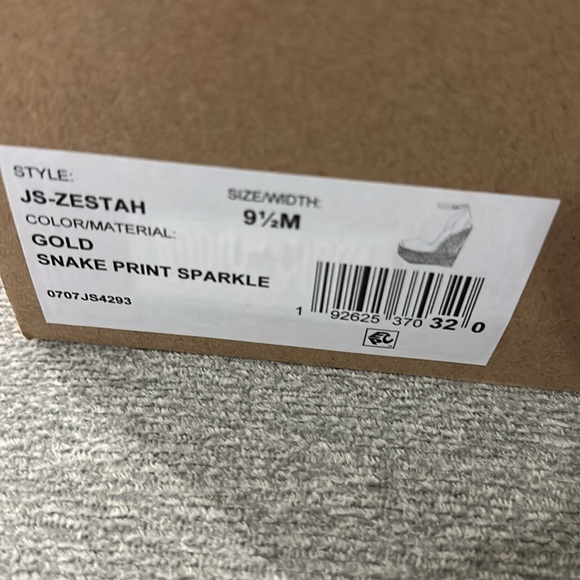 STYLE:
JS-ZESTAH
SIZE/WIDTH:
9½M
COLOR/MATERIAL:
GOLD
SNAKE PRINT SPARKLE
0707JS4293
1 92625 370 32 0